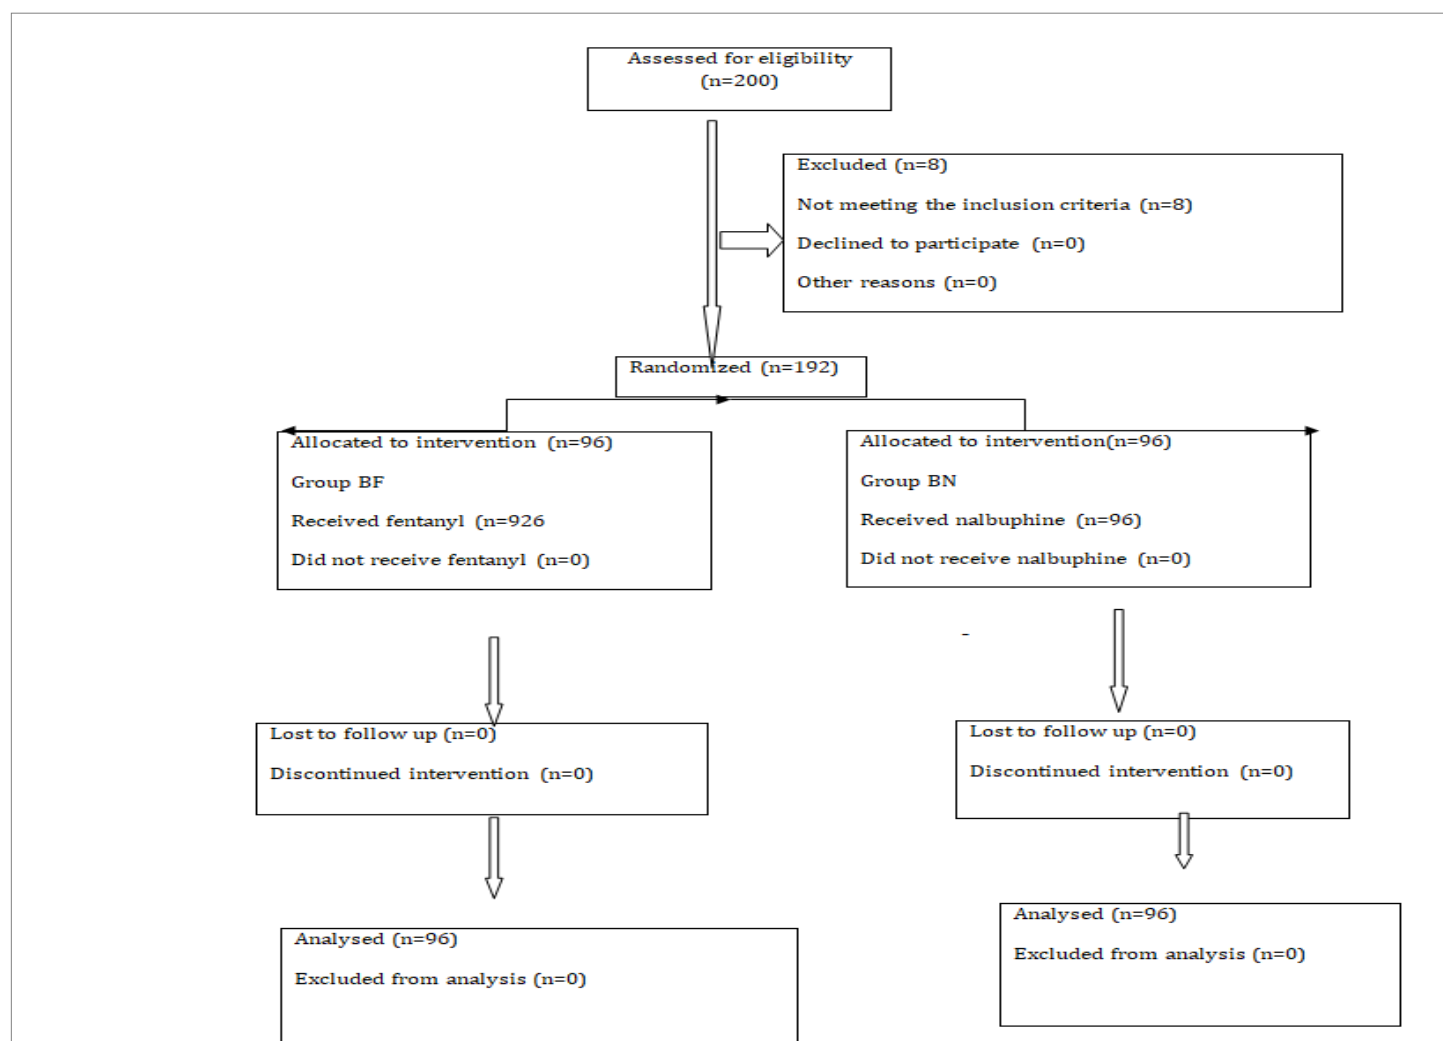 Assessed for eligibility
(n=200)
Excluded (n=8)
Not meeting the inclusion criteria (n=8)
Declined to participate (n=0)
Other reasons (n=0)
Randomized (n=192)
Allocated to intervention (n=96)
Group BF
Received fentanyl (n=926
Did not receive fentanyl (n=0)
Allocated to intervention(n=96)
Group BN
Received nalbuphine (n=96)
Did not receive nalbuphine (n=0)
-
Lost to follow up (n=0)
Discontinued intervention (n=0)
Lost to follow up (n=0)
Discontinued intervention (n=0)
Analysed (n=96)
Excluded from analysis (n=0)
Analysed (n=96)
Excluded from analysis (n=0)